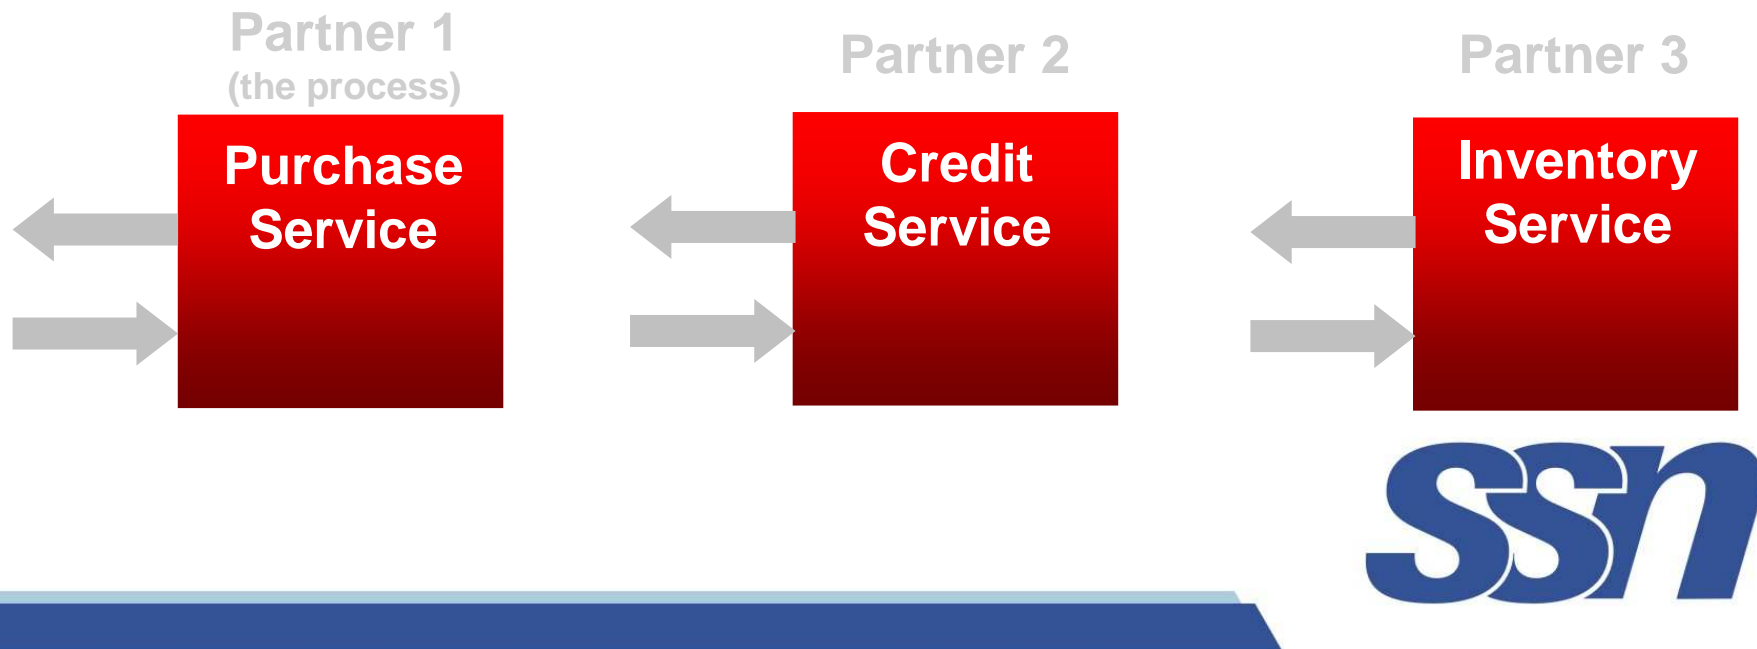 Partner 1
(the process)
Partner 2
Partner 3
Purchase
Service
Credit
Service
Inventory
Service
ssn